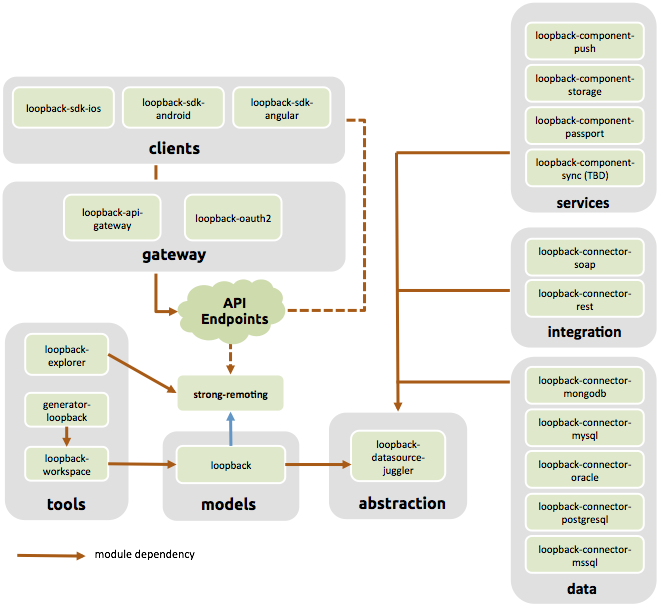 loopback-sdk-ios
loopback-sdk-
android
loopback-sdk-
angular
clients
loopback-api-
gateway
loopback-oauth2
gateway
API
Endpoints
loopback-
explorer
generator-
loopback
loopback-
workspace
tools
strong-remoting
loopback
models
loopback-
datasource-
juggler
abstraction
loopback-component-
push
loopback-component-
storage
loopback-component-
passport
loopback-component-
sync (TBD)
services
loopback-connector-
soap
loopback-connector-
rest
integration
loopback-connector-
mongodb
loopback-connector-
mysql
loopback-connector-
oracle
loopback-connector-
postgresql
loopback-connector-
mssql
data
module dependency